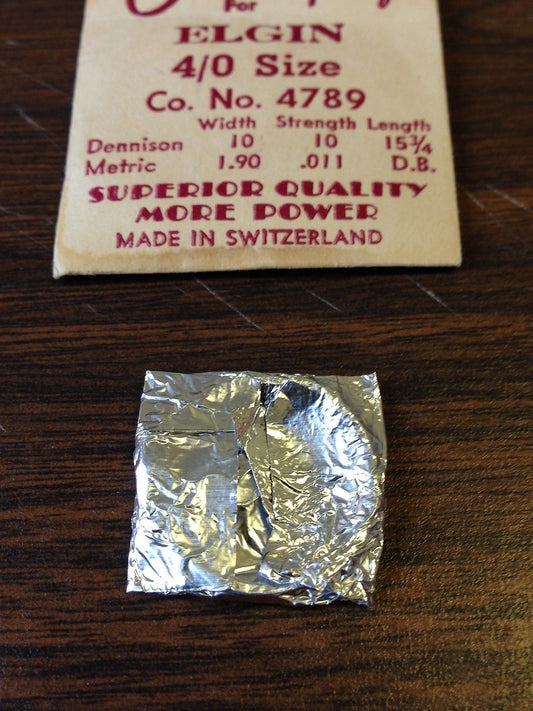 For
ELGIN
4/0 Size
Co. No. 4789
Width Strength Length
Dennison 10 10 15¾
Metric 1.90 .011 D.B.
SUPERIOR QUALITY
MORE POWER
MADE IN SWITZERLAND